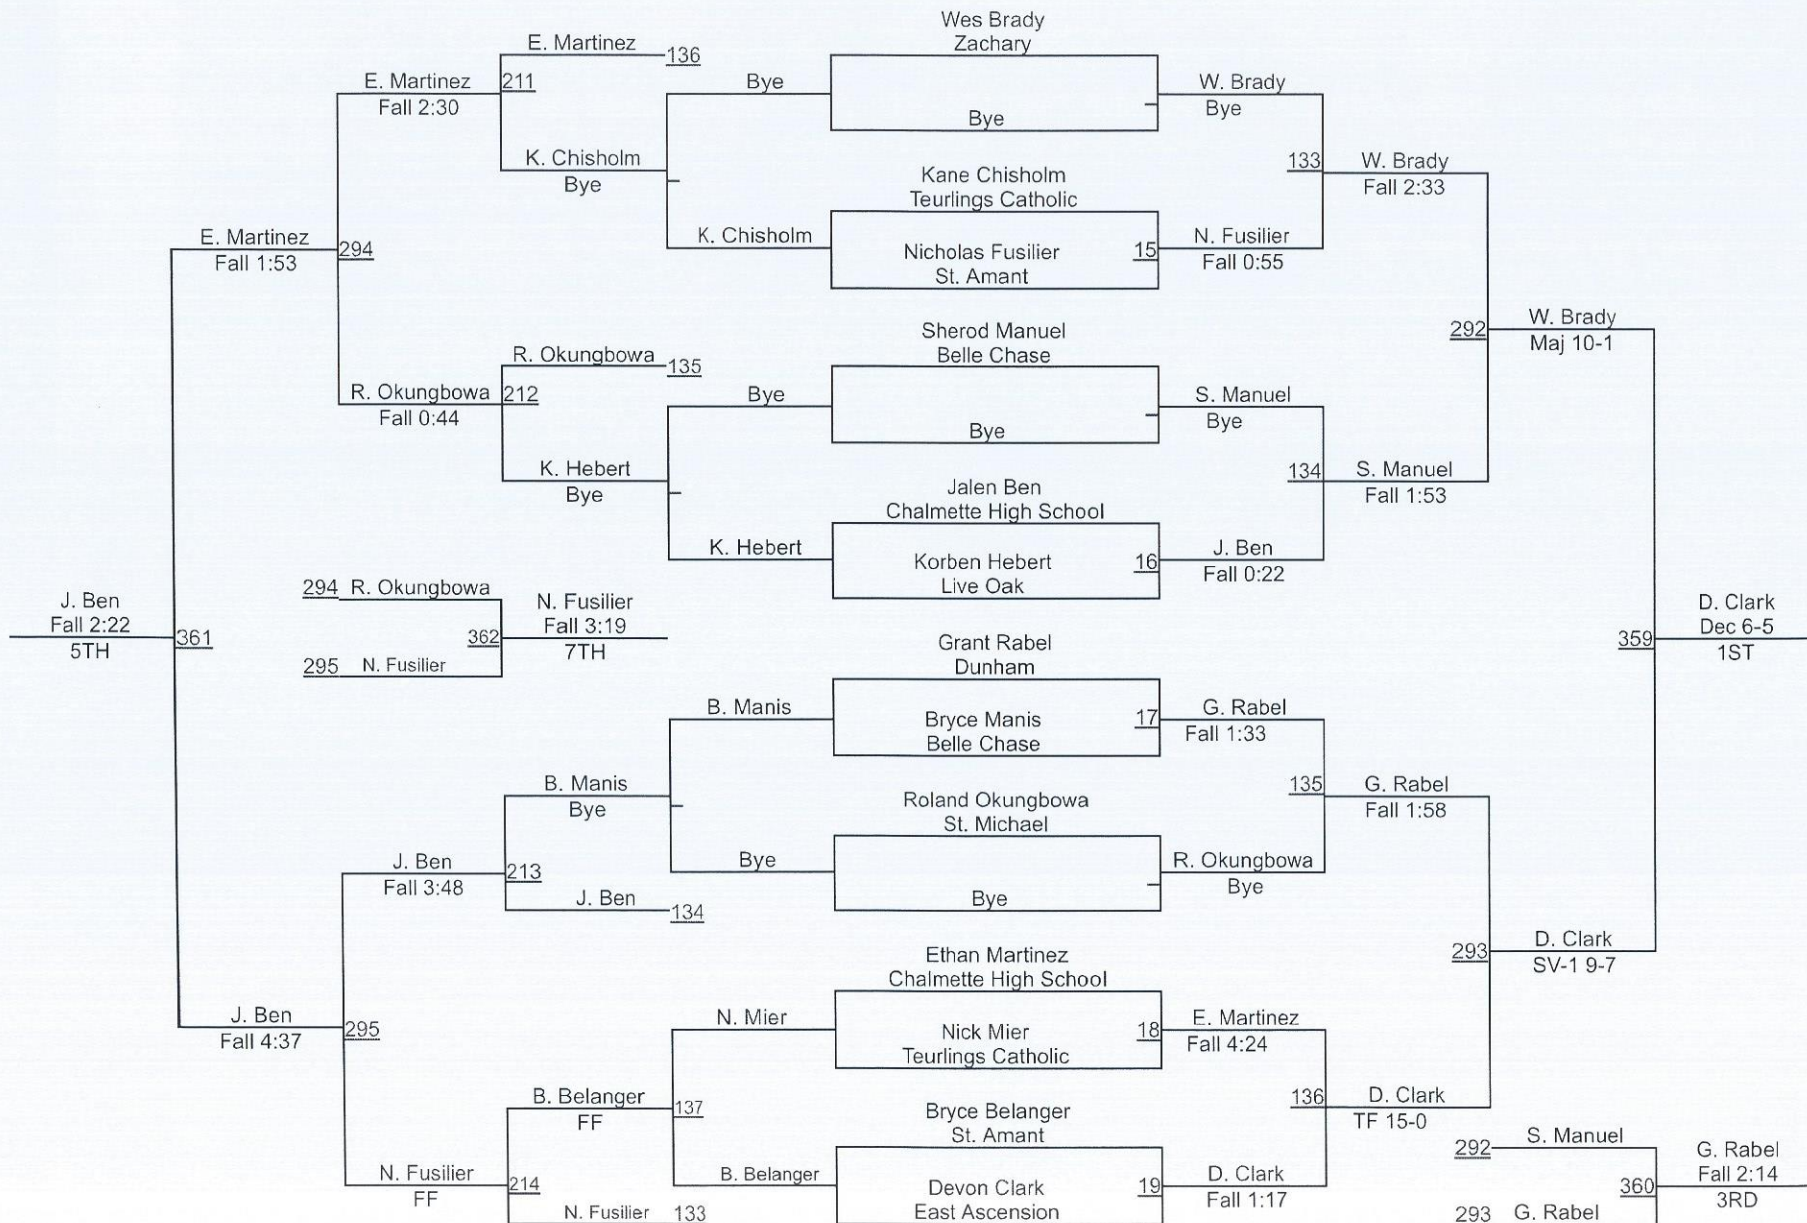 Wes Brady
Zachary
E. Martinez
136
E. Martinez
211
Bye
W. Brady
Fall 2:30
Bye
Bye
K. Chisholm
Bye
133
W. Brady
Fall 2:33
Kane Chisholm
Teurlings Catholic
E. Martinez
Fall 1:53
294
K. Chisholm
Nicholas Fusilier
St. Amant
15
N. Fusilier
Fall 0:55
Sherod Manuel
Belle Chase
292
W. Brady
Maj 10-1
R. Okungbowa
135
R. Okungbowa
212
Fall 0:44
Bye
S. Manuel
Bye
Bye
K. Hebert
Bye
134
S. Manuel
Fall 1:53
Jalen Ben
Chalmette High School
K. Hebert
Korben Hebert
Live Oak
16
J. Ben
Fall 0:22
294
R. Okungbowa
J. Ben
Fall 2:22
5TH
361
362
N. Fusilier
Fall 3:19
7TH
295
N. Fusilier
359
D. Clark
Dec 6-5
1ST
Grant Rabel
Dunham
B. Manis
Bryce Manis
Belle Chase
17
G. Rabel
Fall 1:33
B. Manis
Bye
135
G. Rabel
Fall 1:58
Roland Okungbowa
St. Michael
J. Ben
Fall 3:48
213
Bye
Bye
R. Okungbowa
Bye
J. Ben
134
Ethan Martinez
Chalmette High School
293
D. Clark
SV-1 9-7
J. Ben
Fall 4:37
295
N. Mier
Nick Mier
Teurlings Catholic
18
E. Martinez
Fall 4:24
B. Belanger
FF
137
136
D. Clark
TF 15-0
Bryce Belanger
St. Amant
292
S. Manuel
N. Fusilier
FF
214
B. Belanger
Devon Clark
East Ascension
19
D. Clark
Fall 1:17
360
G. Rabel
Fall 2:14
3RD
N. Fusilier
133
293
G. Rabel